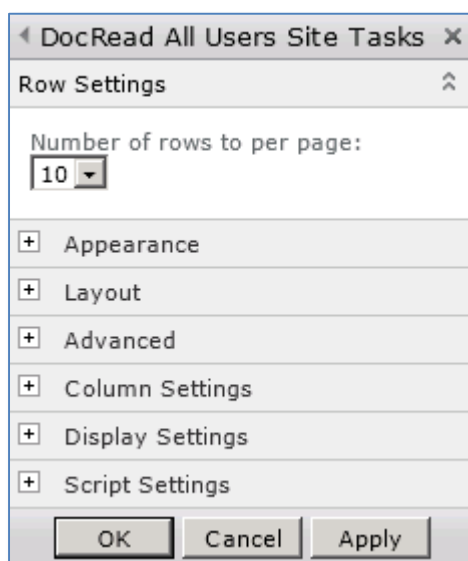 DocRead All Users Site Tasks
Row Settings
Number of rows to per page:
10
Appearance
Layout
Advanced
Column Settings
Display Settings
Script Settings
OK Cancel Apply